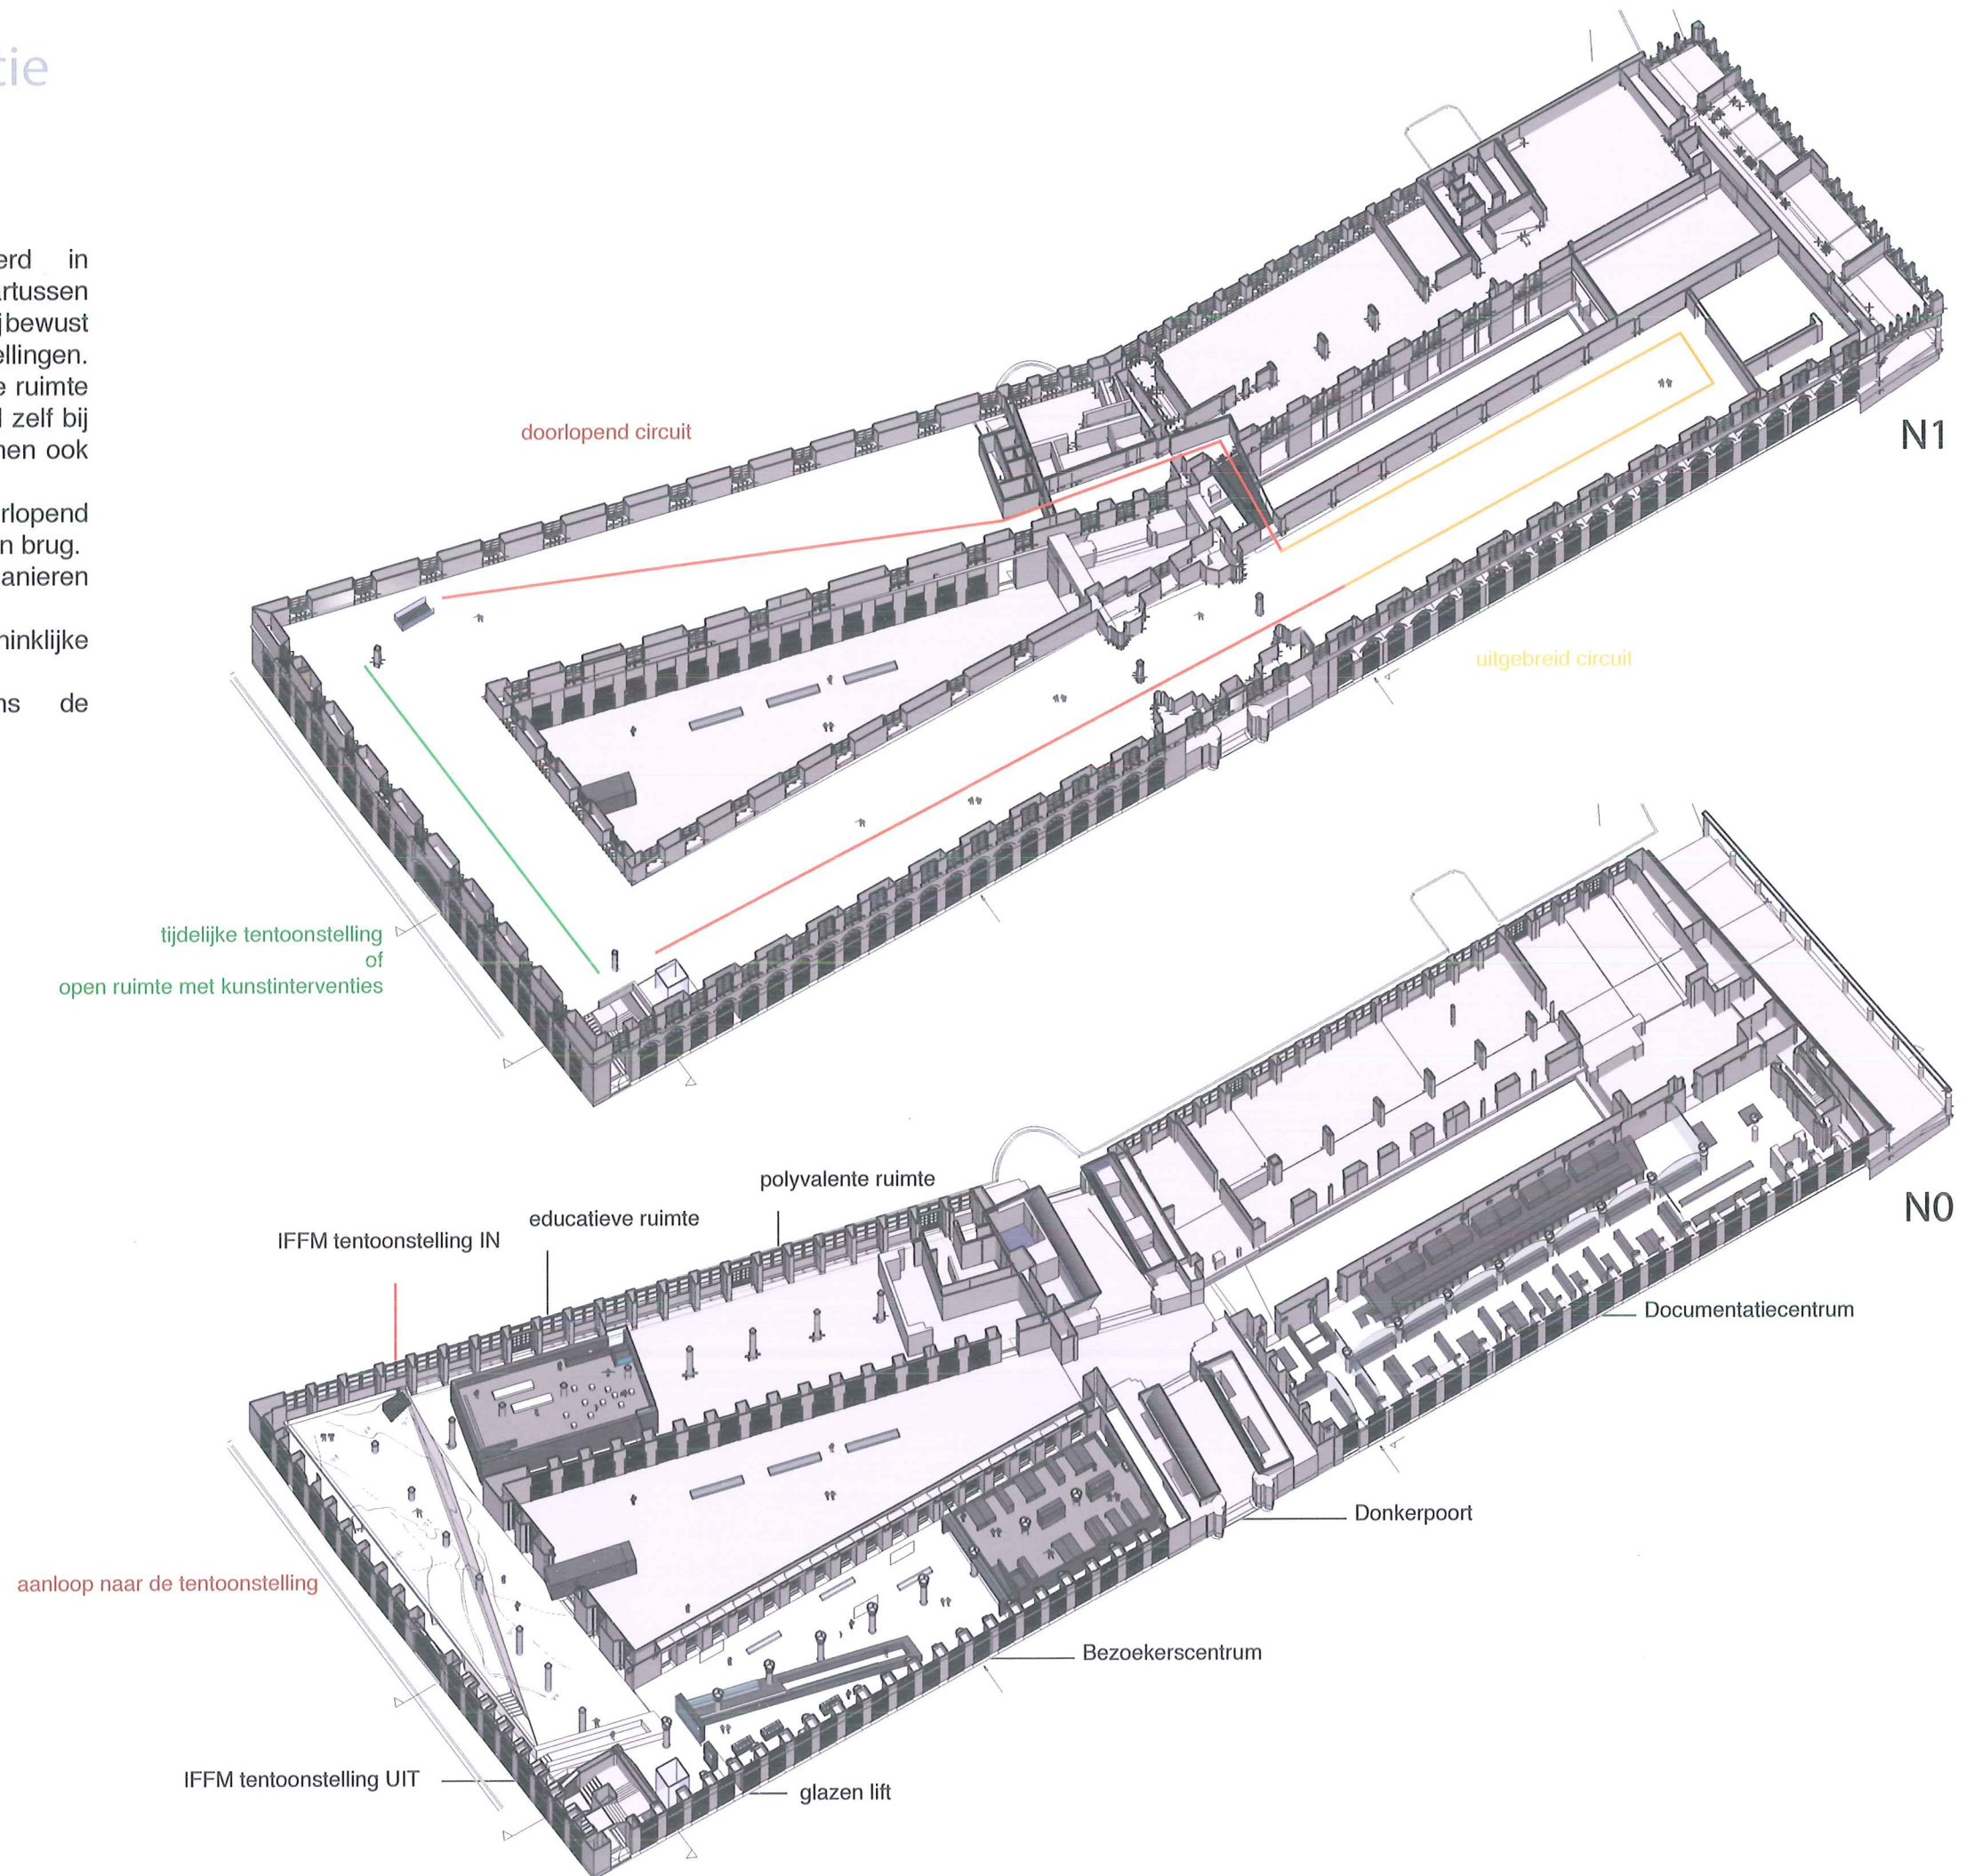 tie
erd in
rtussen
jbewust
ellingen.
e ruimte
zelf bij
nen ook
rlopend
n brug.
anieren
ninklijke
ns de
doorlopend circuit
N1
uitgebreid circuit
tijdelijke tentoonstelling
of
open ruimte met kunstinterventies
polyvalente ruimte
educatieve ruimte
IFFM tentoonstelling IN
N0
Documentatiecentrum
Donkerpoort
aanloop naar de tentoonstelling
Bezoekerscentrum
IFFM tentoonstelling UIT
glazen lift